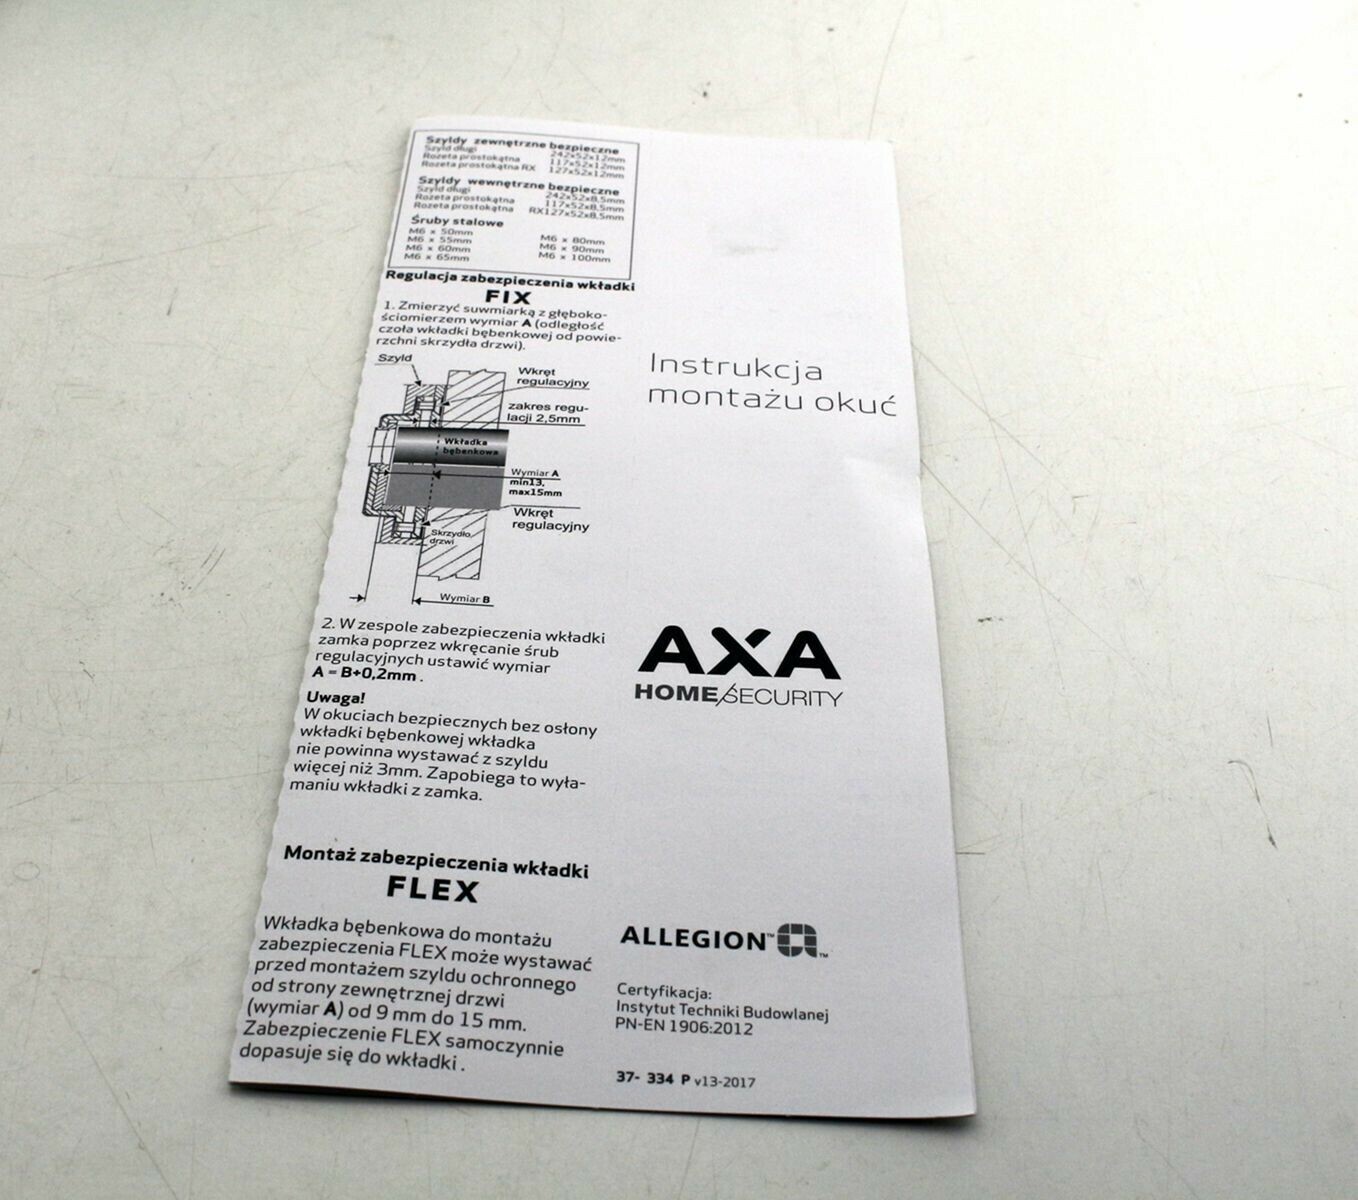 Szyldy zewnętrzne bezpieczne
Szyld długi 242x52x12mm
Rozeta prostokątna 117x52x12mm
Rozeta prostokątna RX 127x52x12mm
Szyldy wewnętrzne bezpieczne
Szyld długi 242x52x8,5mm
Rozeta prostokątna 117x52x8,5mm
Rozeta prostokątna RX127x52x8,5mm
Śruby stalowe
M6 x 50mm
M6 x 55mm M6 x 80mm
M6 x 60mm M6 x 90mm
M6 x 65mm M6 x 100mm
Regulacja zabezpieczenia wkładki
FIX
1. Zmierzyć suwmiarką z głęboko-
ściomierzem wymiar A (odległość
czoła wkładki bębenkowej od powie-
rzchni skrzydła drzwi).
Szyld
Wkręt
regulacyjny
zakres regu-
lacji 2,5mm
Wkładka
bębenkowa
Wymiar A
min13,
max15mm
Wkręt
regulacyjny
Skrzydło
drzwi
Wymiar B
2. W zespole zabezpieczenia wkładki
zamka poprzez wkręcanie śrub
regulacyjnych ustawić wymiar
A = B+0,2mm .
Uwaga!
W okuciach bezpiecznych bez osłony
wkładki bębenkowej wkładka
nie powinna wystawać z szyldu
więcej niż 3mm. Zapobiega to wyła-
maniu wkładki z zamka.
Montaż zabezpieczenia wkładki
FLEX
Wkładka bębenkowa do montażu
zabezpieczenia FLEX może wystawać
przed montażem szyldu ochronnego
od strony zewnętrznej drzwi
(wymiar A) od 9 mm do 15 mm.
Zabezpieczenie FLEX samoczynnie
dopasuje się do wkładki .
Instrukcja
montażu okuć
AXA
HOME/SECURITY
ALLEGION™ ™
Certyfikacja:
Instytut Techniki Budowlanej
PN-EN 1906:2012
37- 334 P v13-2017